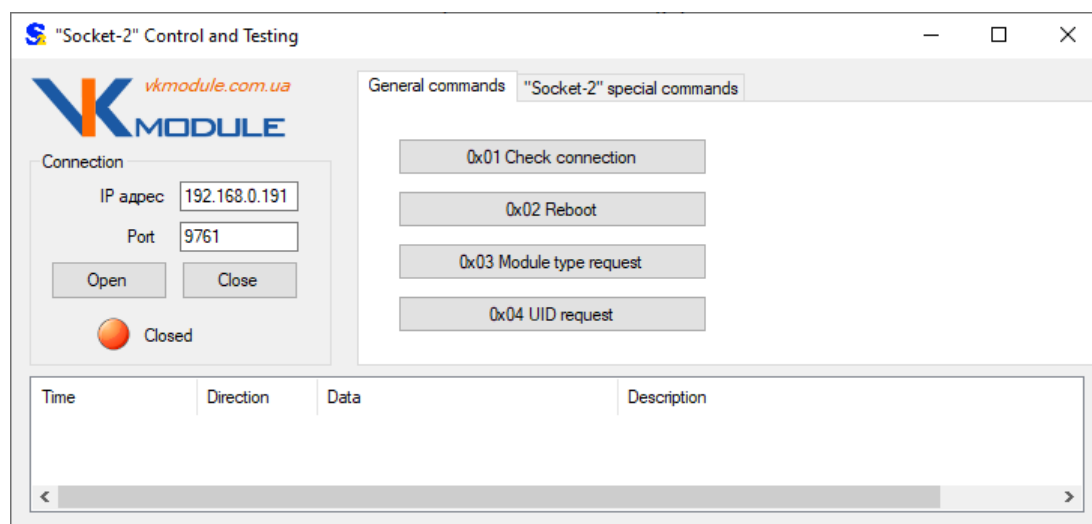 "Socket-2" Control and Testing
vkmodule.com.ua
VK MODULE
General commands
"Socket-2" special commands
Connection
IP адрес 192.168.0.191
Port 9761
Open
Close
Closed
0x01 Check connection
0x02 Reboot
0x03 Module type request
0x04 UID request
Time Direction Data Description